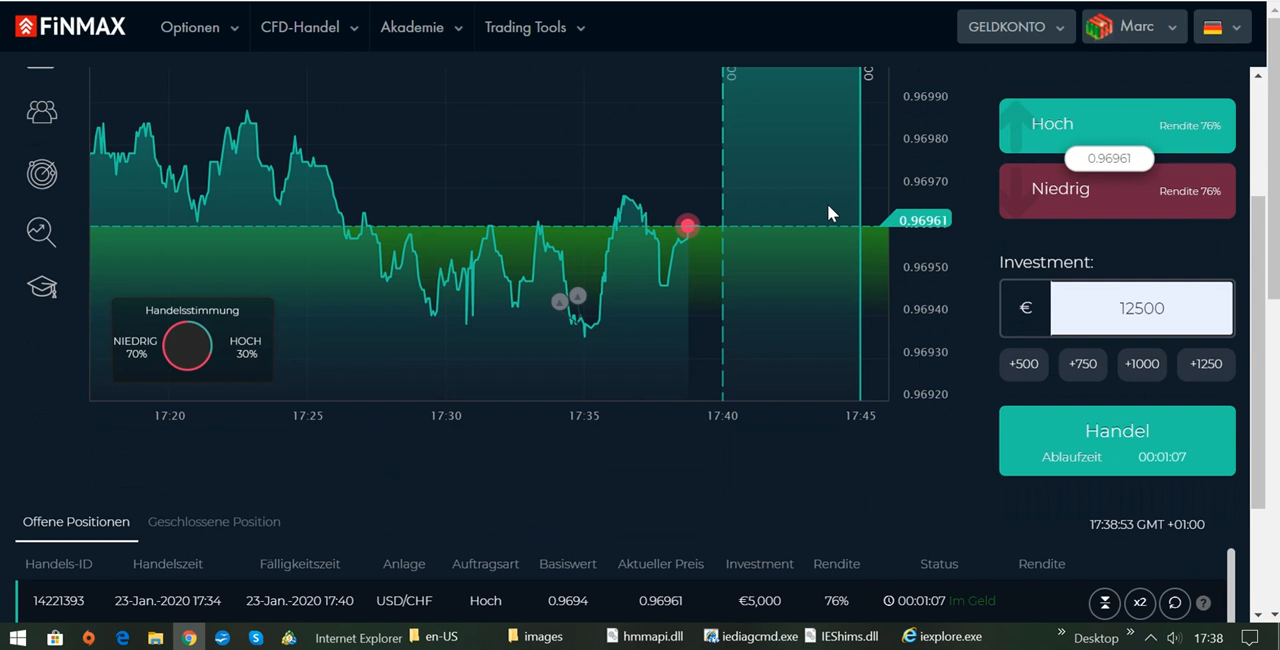 FiNMAX
Optionen
CFD-Handel
Akademie
Trading Tools
GELDKONTO
Marc
0.96990
0.96980
0.96970
0.96961
0.96950
0.96940
0.96930
0.96920
Handelsstimmung
NIEDRIG
70%
HOCH
30%
17:20
17:25
17:30
17:35
17:40
17:45
Hoch
Rendite 76%
0.96961
Niedrig
Rendite 76%
Investment:
€
12500
+500
+750
+1000
+1250
Handel
Ablaufzeit 00:01:07
Offene Positionen
Geschlossene Position
17:38:53 GMT +01:00
Handels-ID Handelszeit Fälligkeitszeit Anlage Auftragsart Basiswert Aktueller Preis Investment Rendite Status Rendite
14221393 23-Jan.-2020 17:34 23-Jan.-2020 17:40 USD/CHF Hoch 0.9694 0.96961 €5,000 76% 00:01:07 Im Geld
x2
?
Internet Explorer
en-US
images
hmmapi.dll
iediagcmd.exe
IEShims.dll
iexplore.exe
Desktop
17:38